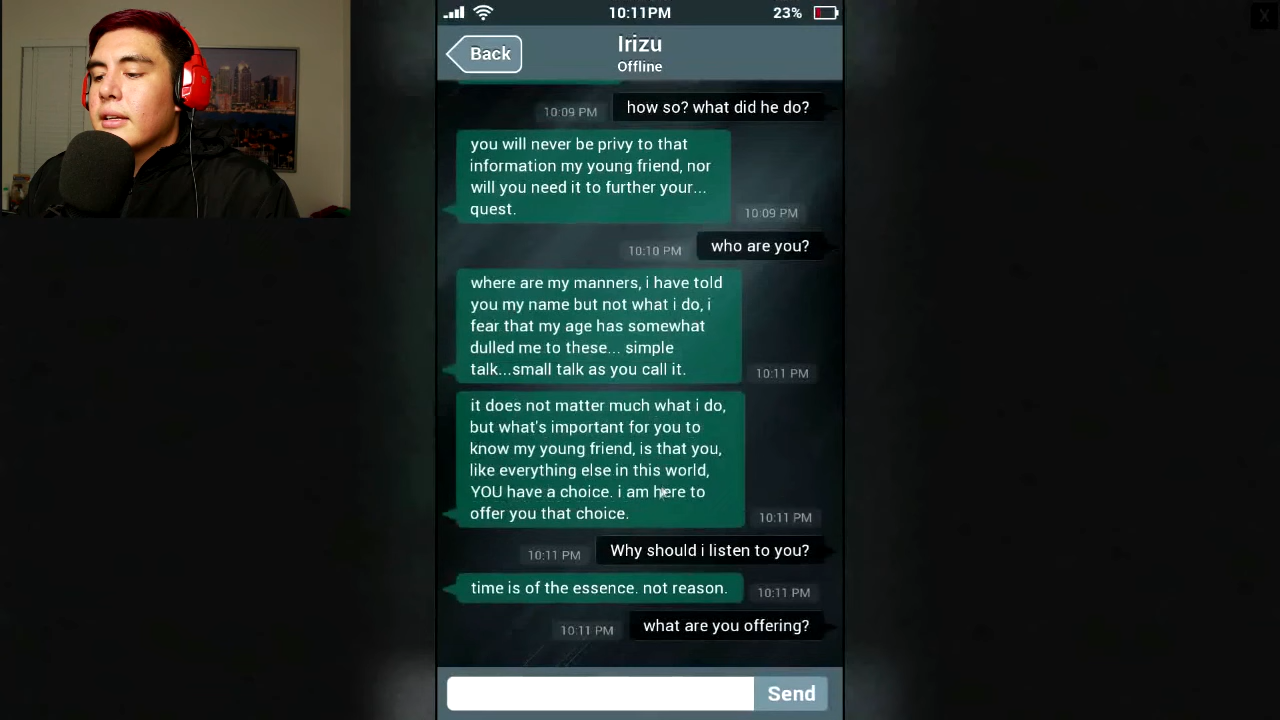 10:11PM
23%
Back
Irizu
Offline
10:09 PM
how so? what did he do?
you will never be privy to that
information my young friend, nor
will you need it to further your...
quest.
10:09 PM
10:10 PM
who are you?
where are my manners, i have told
you my name but not what i do, i
fear that my age has somewhat
dulled me to these... simple
talk...small talk as you call it.
10:11 PM
it does not matter much what i do,
but what's important for you to
know my young friend, is that you,
like everything else in this world,
YOU have a choice. i am here to
offer you that choice.
10:11 PM
10:11 PM
Why should i listen to you?
time is of the essence. not reason.
10:11 PM
10:11 PM
what are you offering?
Send
X